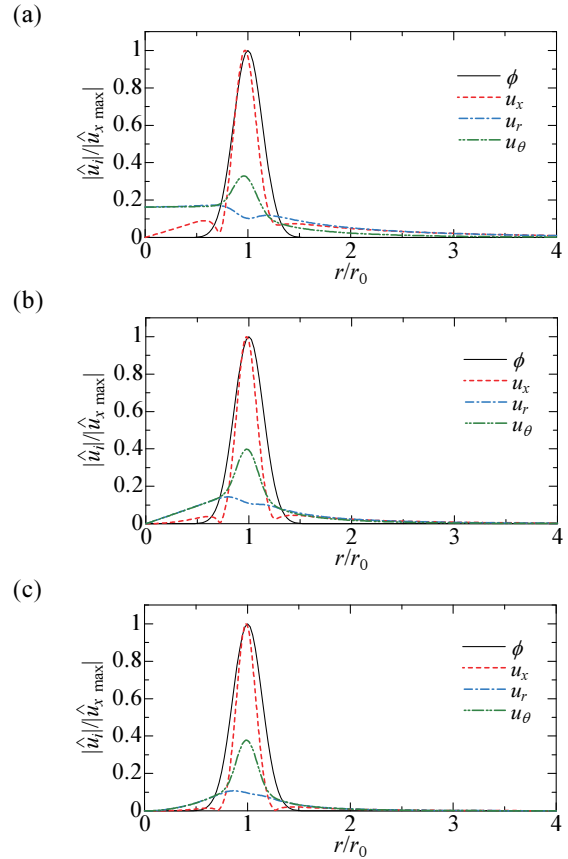 (a)
1
0.8
0.6
0.4
0.2
0
0 1 2 3 4
|û_i|/|û_x max|
r/r_0
ϕ
u_x
u_r
u_θ
(b)
1
0.8
0.6
0.4
0.2
0
0 1 2 3 4
|û_i|/|û_x max|
r/r_0
ϕ
u_x
u_r
u_θ
(c)
1
0.8
0.6
0.4
0.2
0
0 1 2 3 4
|û_i|/|û_x max|
r/r_0
ϕ
u_x
u_r
u_θ